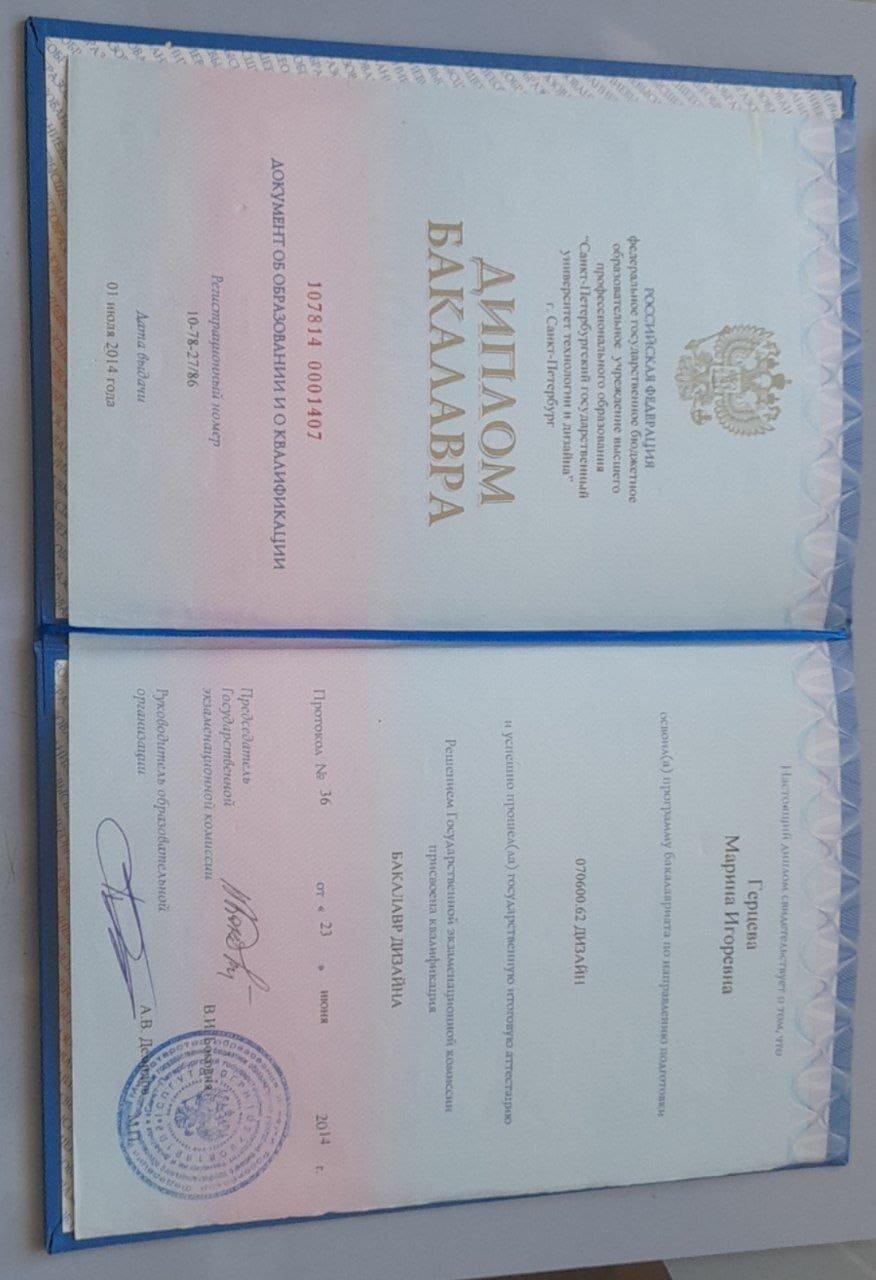 РОССИЙСКАЯ ФЕДЕРАЦИЯ
федеральное государственное бюджетное
образовательное учреждение высшего
профессионального образования
"Санкт-Петербургский государственный
университет технологии и дизайна"
г. Санкт-Петербург
ДИПЛОМ
БАКАЛАВРА
107814 0001407
ДОКУМЕНТ ОБ ОБРАЗОВАНИИ И О КВАЛИФИКАЦИИ
Регистрационный номер
10-78-27/86
Дата выдачи
01 июля 2014 года
Настоящий диплом свидетельствует о том, что
Герцева
Марина Игоревна
освоил(а) программу бакалавриата по направлению подготовки
070600.62 ДИЗАЙН
и успешно прошел(ла) государственную итоговую аттестацию
Решением Государственной экзаменационной комиссии
присвоена квалификация
БАКАЛАВР ДИЗАЙНА
Протокол № 36 от « 23 » июня 2014 г.
Председатель
Государственной
экзаменационной комиссии
В.И.
Руководитель образовательной
организации
А.В.
М.П.